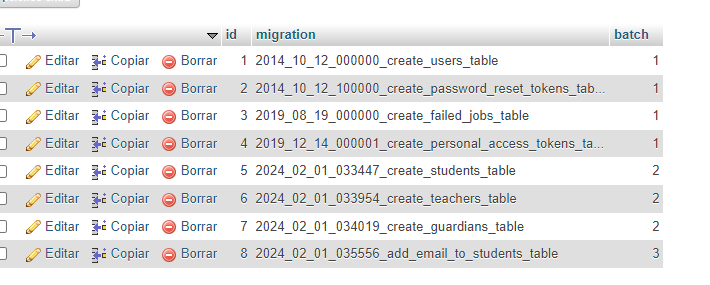 id migration batch
Editar Copiar Borrar 1 2014_10_12_000000_create_users_table 1
Editar Copiar Borrar 2 2014_10_12_100000_create_password_reset_tokens_tab... 1
Editar Copiar Borrar 3 2019_08_19_000000_create_failed_jobs_table 1
Editar Copiar Borrar 4 2019_12_14_000001_create_personal_access_tokens_ta... 1
Editar Copiar Borrar 5 2024_02_01_033447_create_students_table 2
Editar Copiar Borrar 6 2024_02_01_033954_create_teachers_table 2
Editar Copiar Borrar 7 2024_02_01_034019_create_guardians_table 2
Editar Copiar Borrar 8 2024_02_01_035556_add_email_to_students_table 3